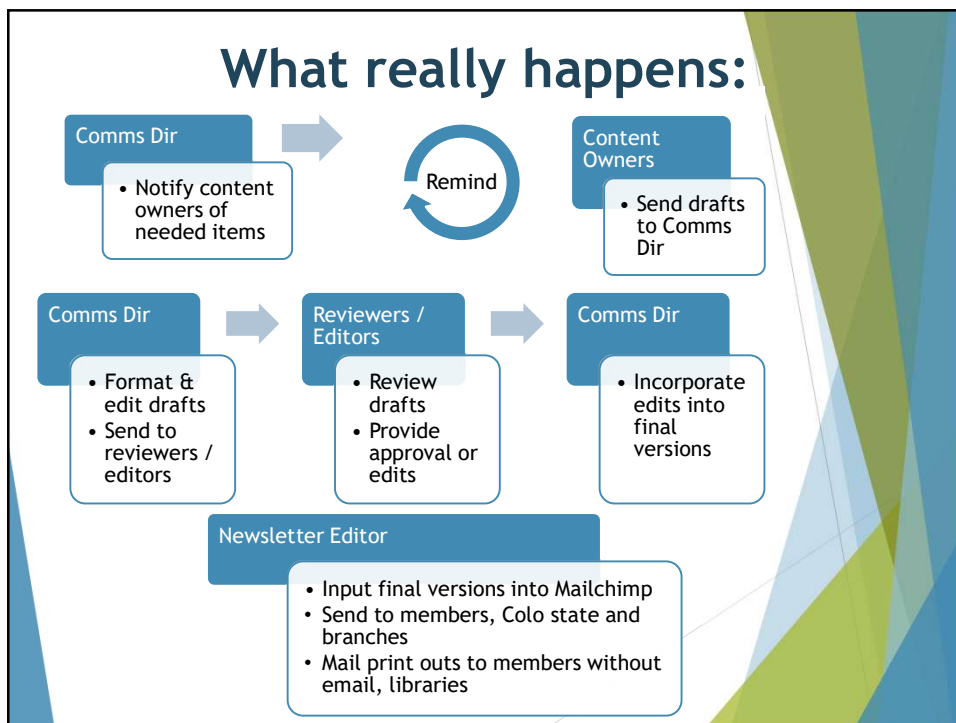 What really happens:
Comms Dir
• Notify content
owners of
needed items
Remind
Content
Owners
• Send drafts
to Comms
Dir
Comms Dir
• Format &
edit drafts
• Send to
reviewers /
editors
Reviewers /
Editors
• Review
drafts
• Provide
approval or
edits
Comms Dir
• Incorporate
edits into
final
versions
Newsletter Editor
• Input final versions into Mailchimp
• Send to members, Colo state and
branches
• Mail print outs to members without
email, libraries